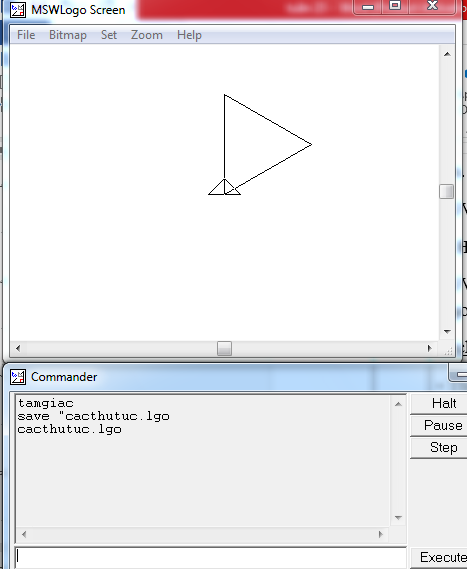 MSWLogo Screen
File Bitmap Set Zoom Help
Commander
tamgiac
save "cacthutuc.lgo
cacthutuc.lgo
Halt
Pause
Step
Execute